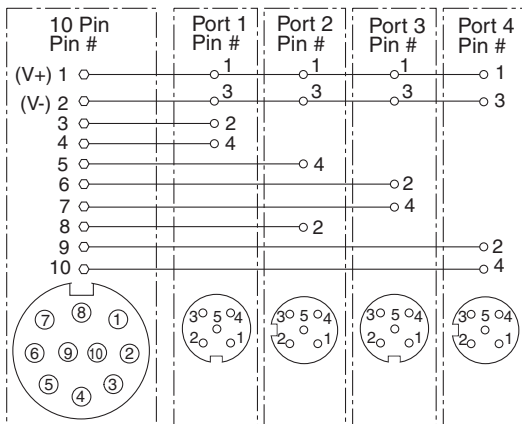 10 Pin Port 1 Port 2 Port 3 Port 4
Pin # Pin # Pin # Pin # Pin #
(V+) 1 1 1 1 1
(V-) 2 3 3 3 3
3 2
4 4
5 4
6 2
7 4
8 2
9 2
10 4
8
7 1
6 9 10 2
5 3
4
3 5 4
2 1
3 5 4
2 1
3 5 4
2 1
3 5 4
2 1